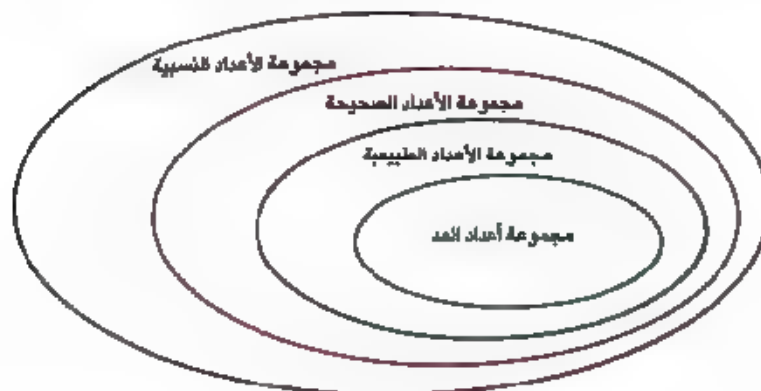 مجموعة الأعداد النسبية
مجموعة الأعداد الصحيحة
مجموعة الأعداد الطبيعية
مجموعة أعداد العد